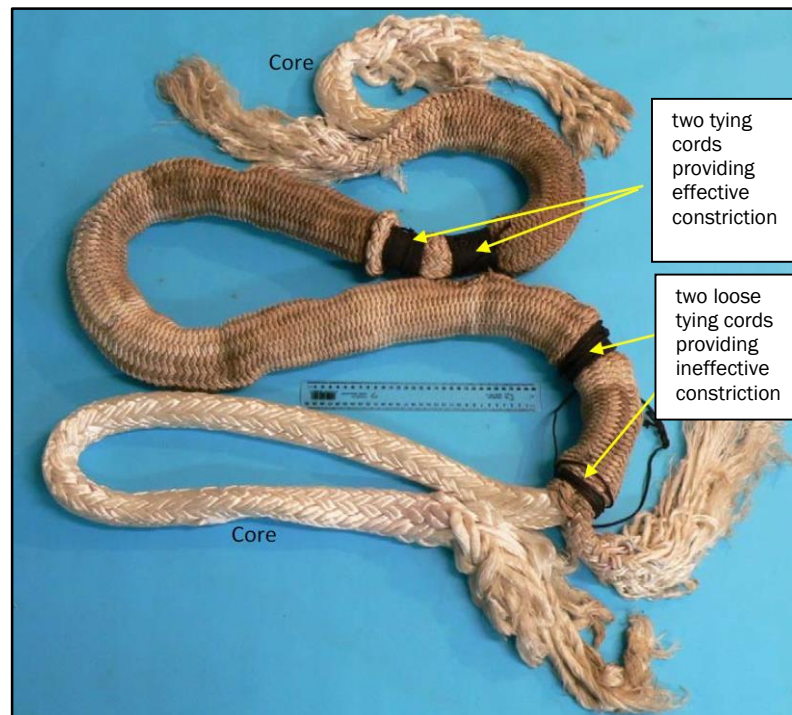 Core
two tying
cords
providing
effective
constriction
two loose
tying cords
providing
ineffective
constriction
Core